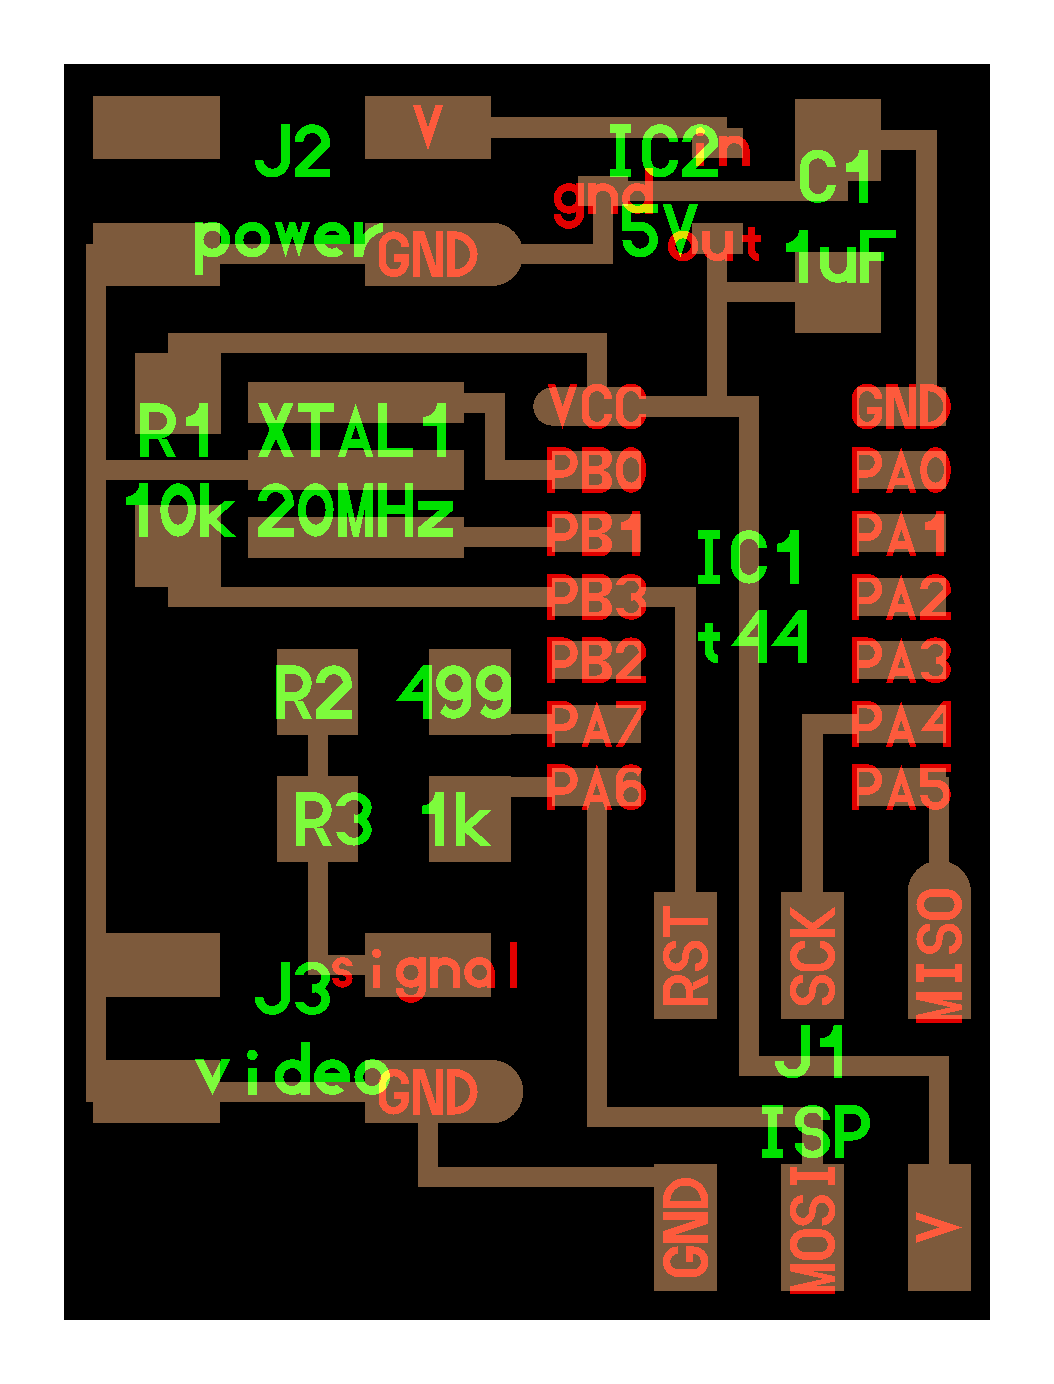 V
J2
IC2
in
C1
gnd
5V
out
power
GND
1uF
VCC
GND
R1
XTAL1
PB0
PA0
10k
20MHz
PB1
PA1
IC1
PB3
PA2
t44
PB2
PA3
R2
499
PA7
PA4
PA6
PA5
R3
1k
RST
SCK
MISO
signal
J3
J1
video
GND
ISP
GND
MOSI
V